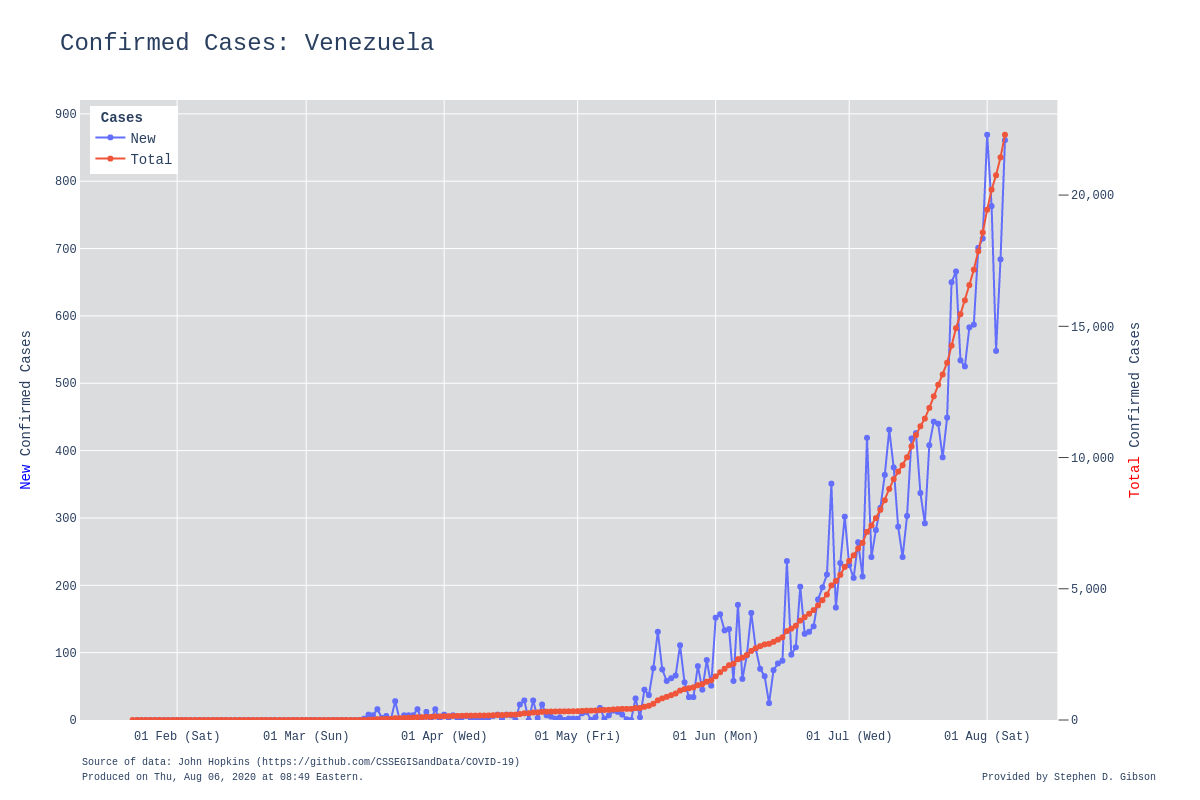 Confirmed Cases: Venezuela
Cases
New
Total
900
800
700
600
500
400
300
200
100
0
20,000
15,000
10,000
5,000
0
New Confirmed Cases
Total Confirmed Cases
01 Feb (Sat)
01 Mar (Sun)
01 Apr (Wed)
01 May (Fri)
01 Jun (Mon)
01 Jul (Wed)
01 Aug (Sat)
Source of data: John Hopkins (https://github.com/CSSEGISandData/COVID-19)
Produced on Thu, Aug 06, 2020 at 08:49 Eastern.
Provided by Stephen D. Gibson